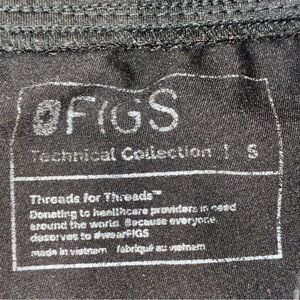 FIGS
Technical Collection | S
Threads for Threads™
Donating to healthcare providers in need
around the world. Because everyone
deserves to #wearFIGS
made in vietnam fabriqué au vietnam